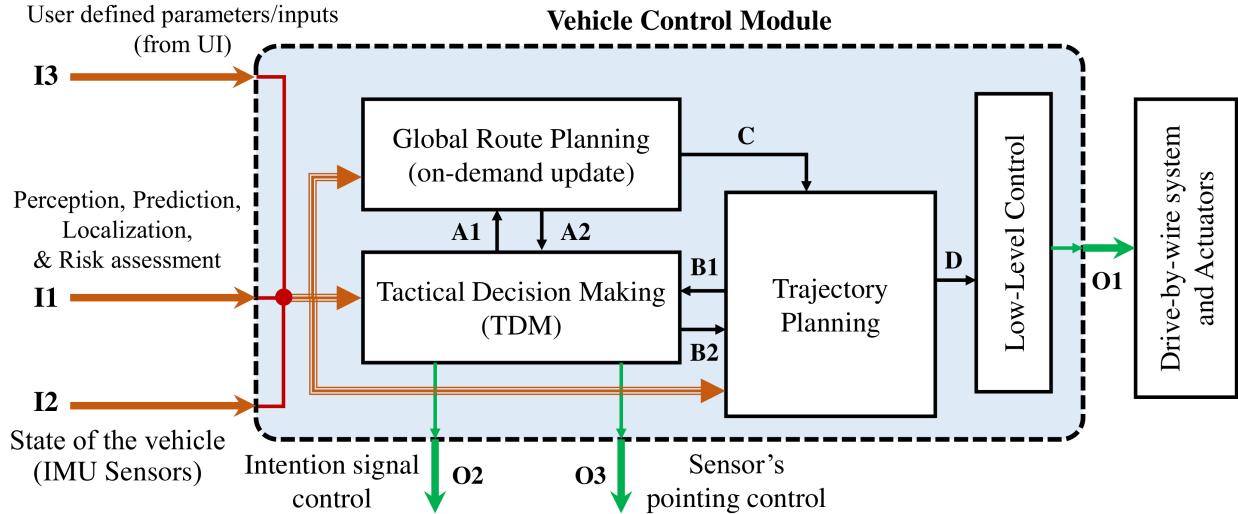 User defined parameters/inputs
(from UI)
I3
Vehicle Control Module
Global Route Planning
(on-demand update)
C
Perception, Prediction,
Localization,
& Risk assessment
I1
A1
A2
Tactical Decision Making
(TDM)
B1
B2
Trajectory
Planning
D
Low-Level Control
O1
Drive-by-wire system
and Actuators
I2
State of the vehicle
(IMU Sensors)
Intention signal
control
O2
O3
Sensor’s
pointing control